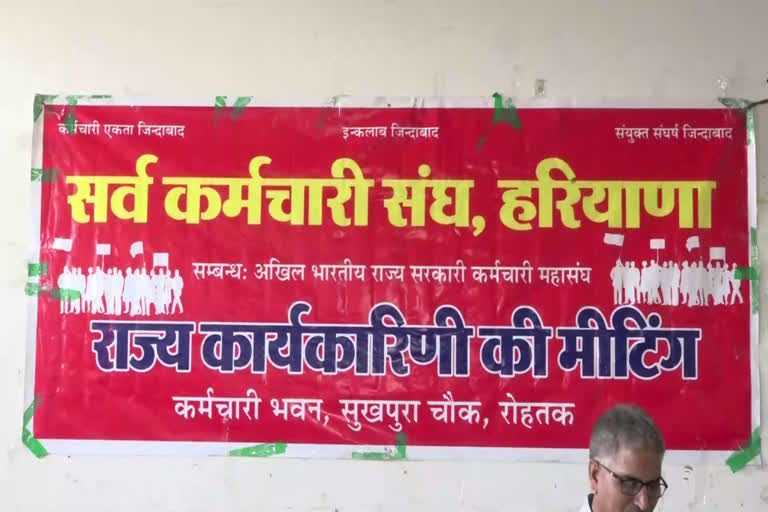 कर्मचारी एकता जिन्दाबाद इन्कलाब जिन्दाबाद संयुक्त संघर्ष जिन्दाबाद
सर्व कर्मचारी संघ, हरियाणा
सम्बन्धः अखिल भारतीय राज्य सरकारी कर्मचारी महासंघ
राज्य कार्यकारिणी की मीटिंग
कर्मचारी भवन, सुखपुरा चौक, रोहतक